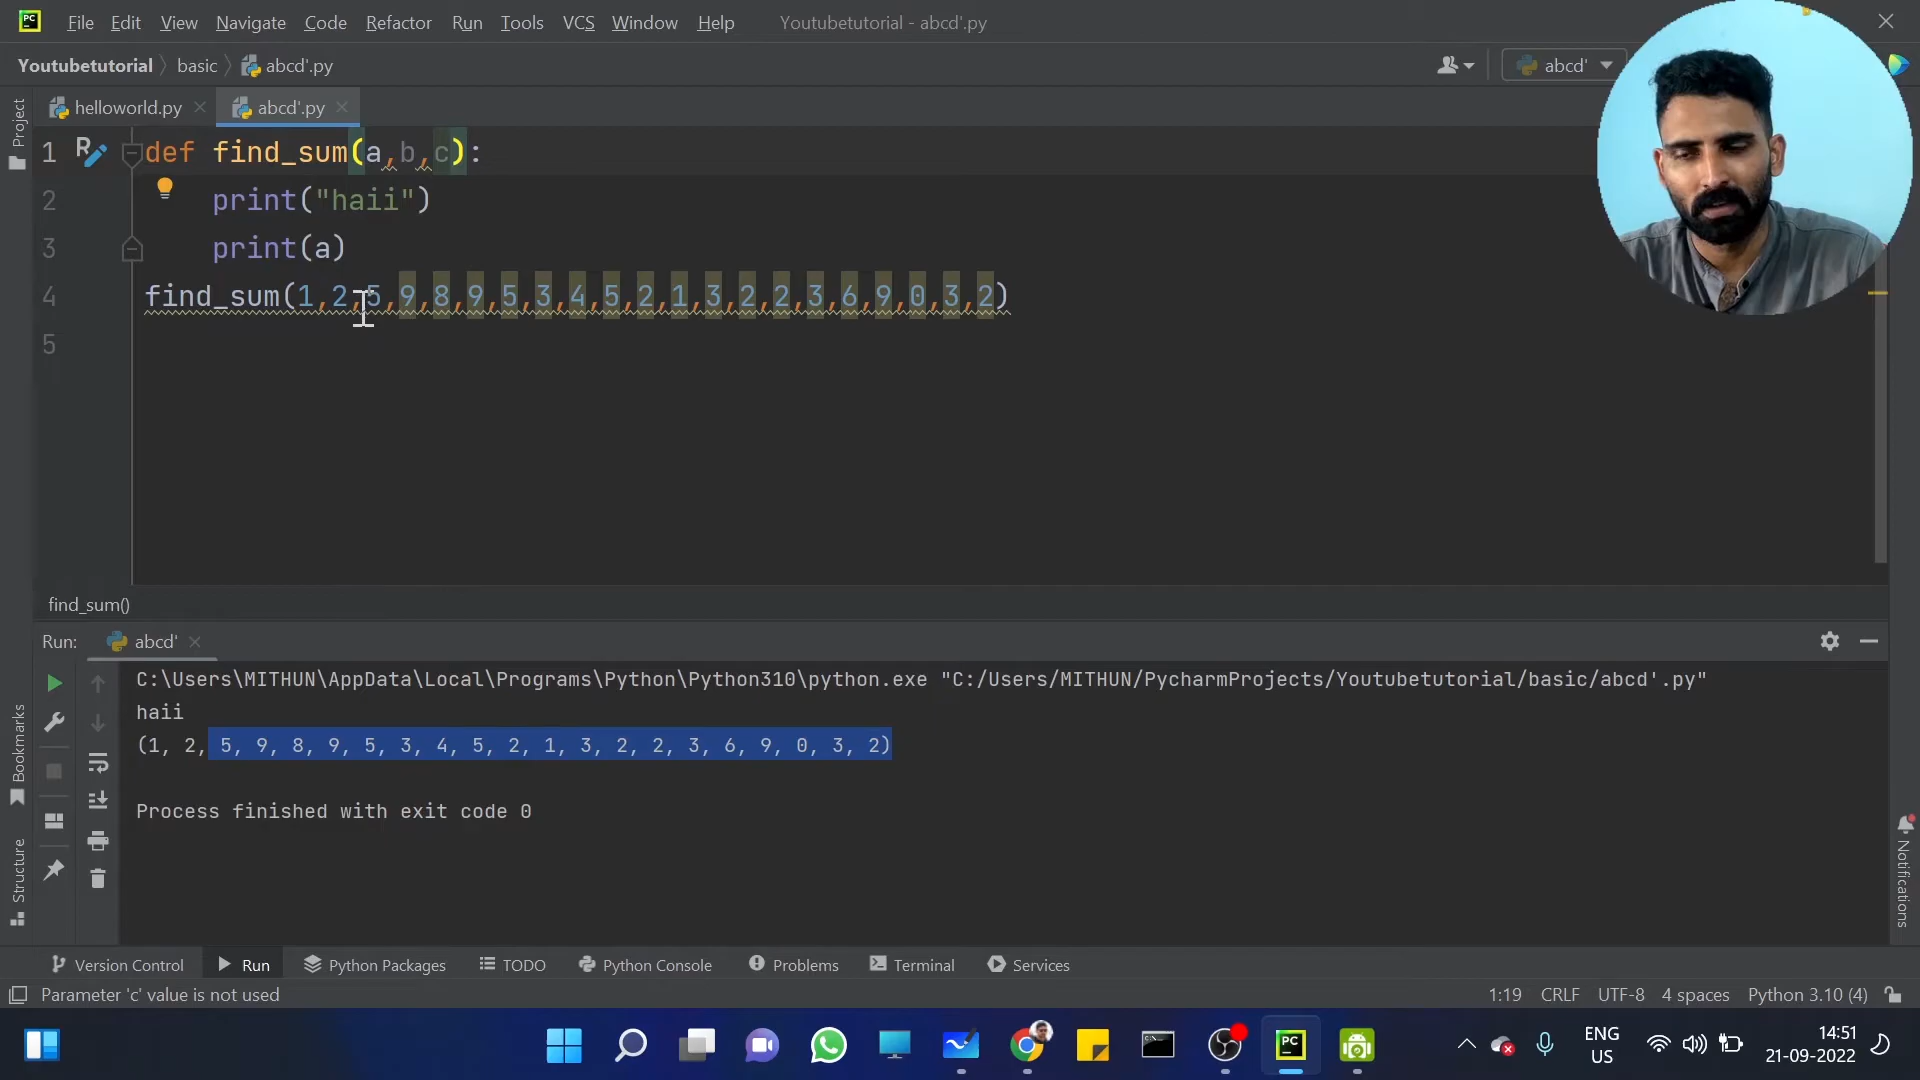 PC File Edit View Navigate Code Refactor Run Tools VCS Window Help Youtubetutorial - abcd'.py
Youtubetutorial basic abcd'.py abcd'
helloworld.py abcd'.py
Project
1 def find_sum(a,b,c):
2 print("haii")
3 print(a)
4 find_sum(1,2,5,9,8,9,5,3,4,5,2,1,3,2,2,3,6,9,0,3,2)
5
find_sum()
Run: abcd'
C:\Users\MITHUN\AppData\Local\Programs\Python\Python310\python.exe "C:/Users/MITHUN/PycharmProjects/Youtubetutorial/basic/abcd'.py"
haii
(1, 2, 5, 9, 8, 9, 5, 3, 4, 5, 2, 1, 3, 2, 2, 3, 6, 9, 0, 3, 2)
Process finished with exit code 0
Bookmarks
Structure
Notifications
Version Control Run Python Packages TODO Python Console Problems Terminal Services
Parameter 'c' value is not used 1:19 CRLF UTF-8 4 spaces Python 3.10 (4)
PC
ENG
US
14:51
21-09-2022